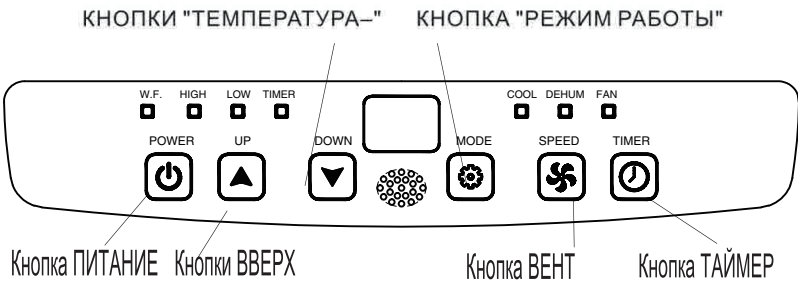 КНОПКИ "ТЕМПЕРАТУРА–" КНОПКА "РЕЖИМ РАБОТЫ"
W.F. HIGH LOW TIMER COOL DEHUM FAN
POWER UP DOWN MODE SPEED TIMER
Кнопка ПИТАНИЕ Кнопки ВВЕРХ Кнопка ВЕНТ Кнопка ТАЙМЕР